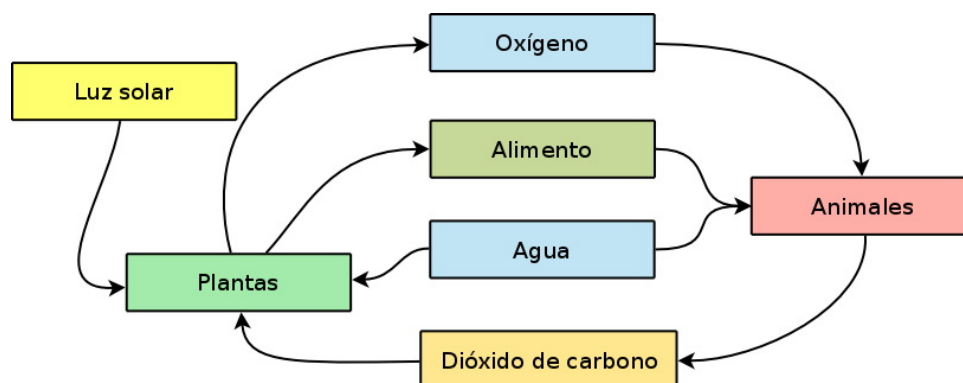 Oxígeno
Luz solar
Alimento
Animales
Agua
Plantas
Dióxido de carbono